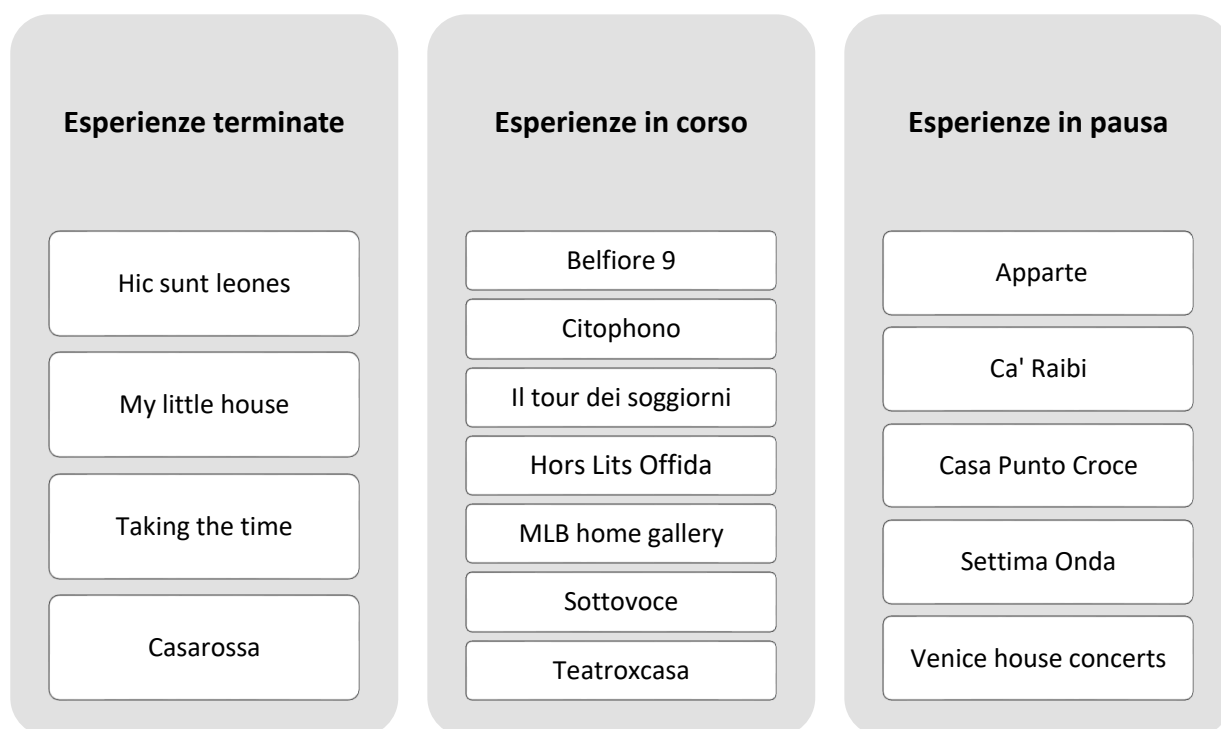 Esperienze terminate
Hic sunt leones
My little house
Taking the time
Casarossa
Esperienze in corso
Belfiore 9
Citophono
Il tour dei soggiorni
Hors Lits Offida
MLB home gallery
Sottovoce
Teatroxcasa
Esperienze in pausa
Apparte
Ca' Raibi
Casa Punto Croce
Settima Onda
Venice house concerts